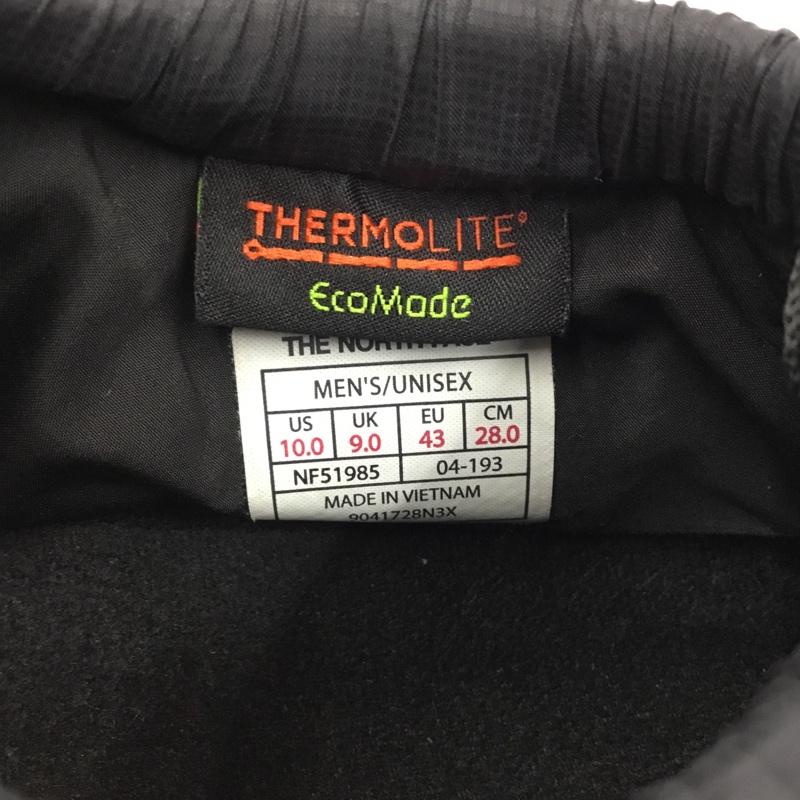 THERMOLITE®
EcoMade
THE NORTH FACE
MEN'S/UNISEX
US UK EU CM
10.0 9.0 43 28.0
NF51985 04-193
MADE IN VIETNAM
9041728N3X